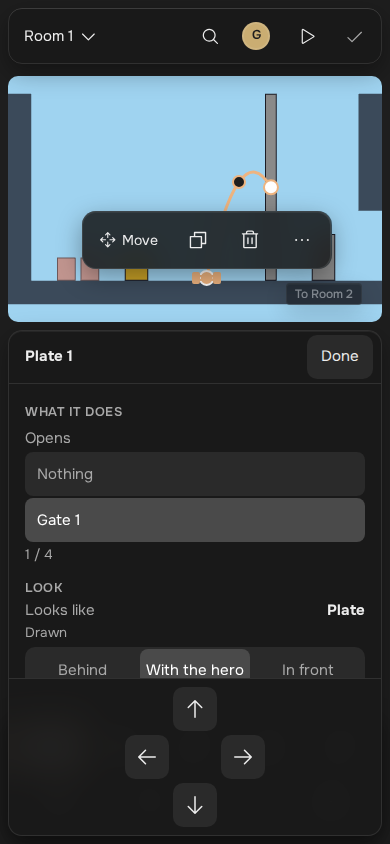 Room 1
G
Move
To Room 2
Plate 1
Done
WHAT IT DOES
Opens
Nothing
Gate 1
1 / 4
LOOK
Looks like Plate
Drawn
Behind With the hero In front